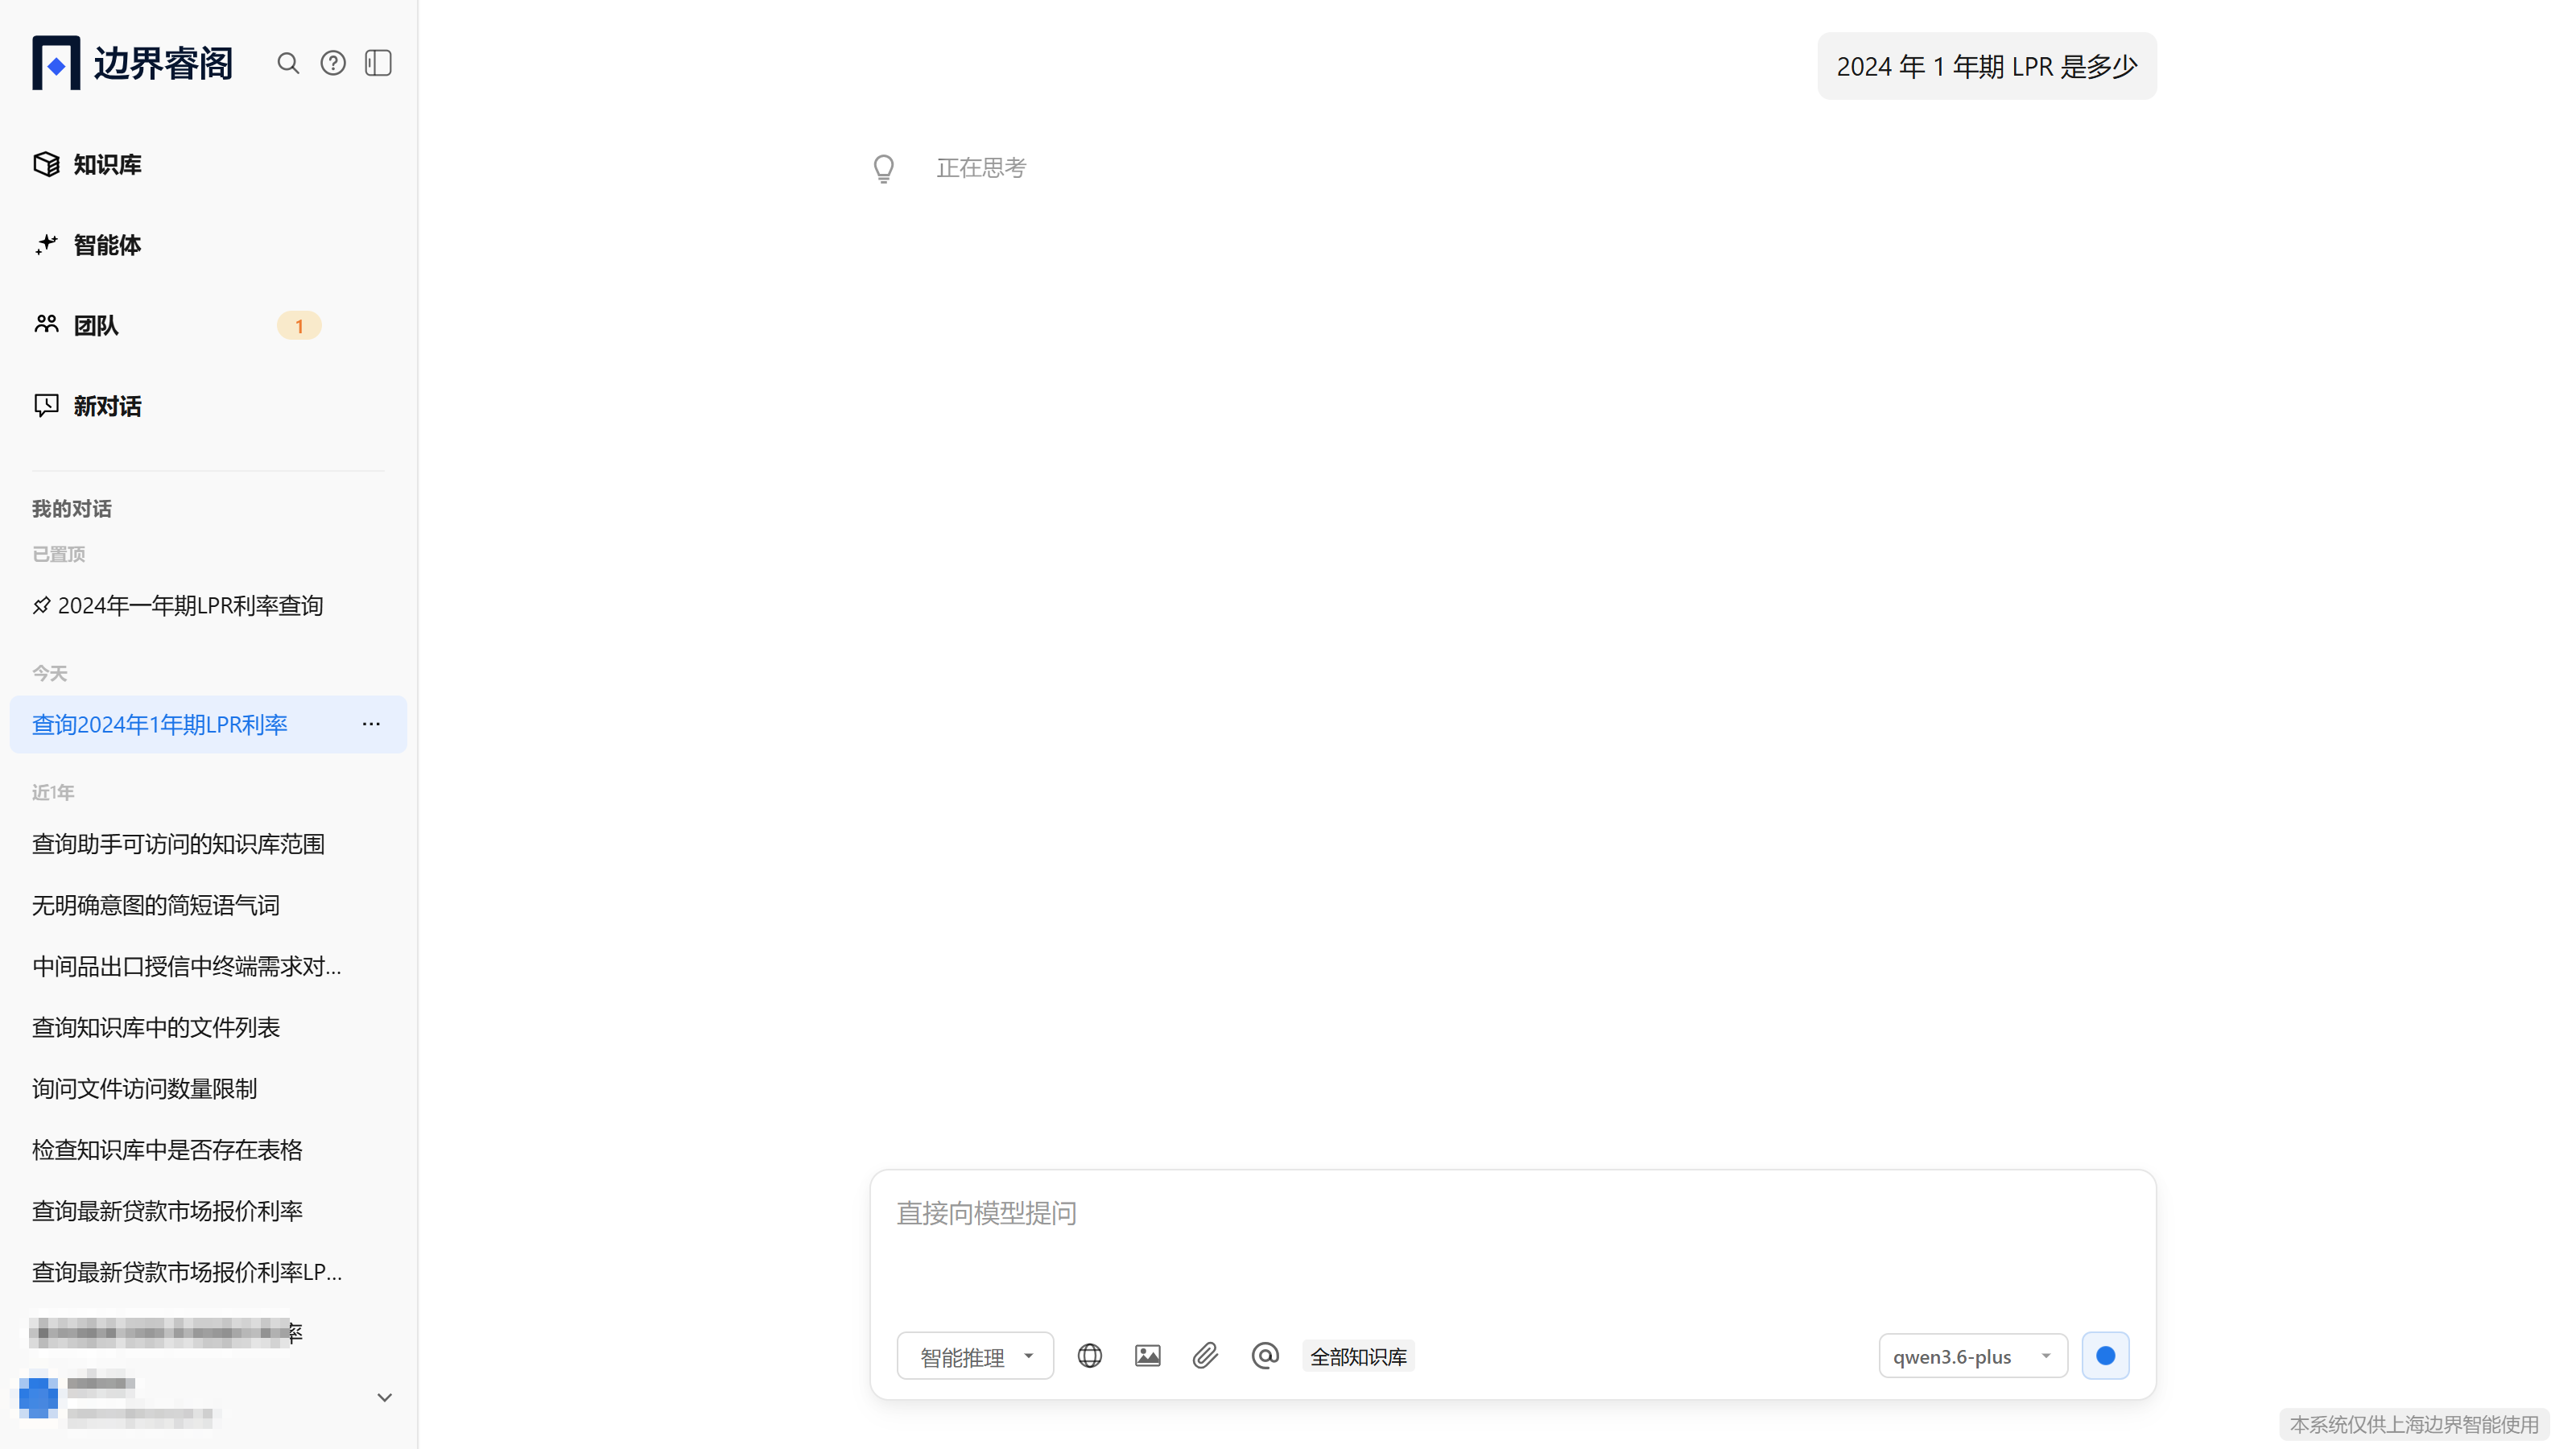 边界睿阁
知识库
智能体
团队
1
新对话
我的对话
已置顶
2024年一年期LPR利率查询
今天
查询2024年1年期LPR利率
近1年
查询助手可访问的知识库范围
无明确意图的简短语气词
中间品出口授信中终端需求对...
查询知识库中的文件列表
询问文件访问数量限制
检查知识库中是否存在表格
查询最新贷款市场报价利率
查询最新贷款市场报价利率LP...
率
2024 年 1 年期 LPR 是多少
正在思考
直接向模型提问
智能推理
全部知识库
qwen3.6-plus
本系统仅供上海边界智能使用